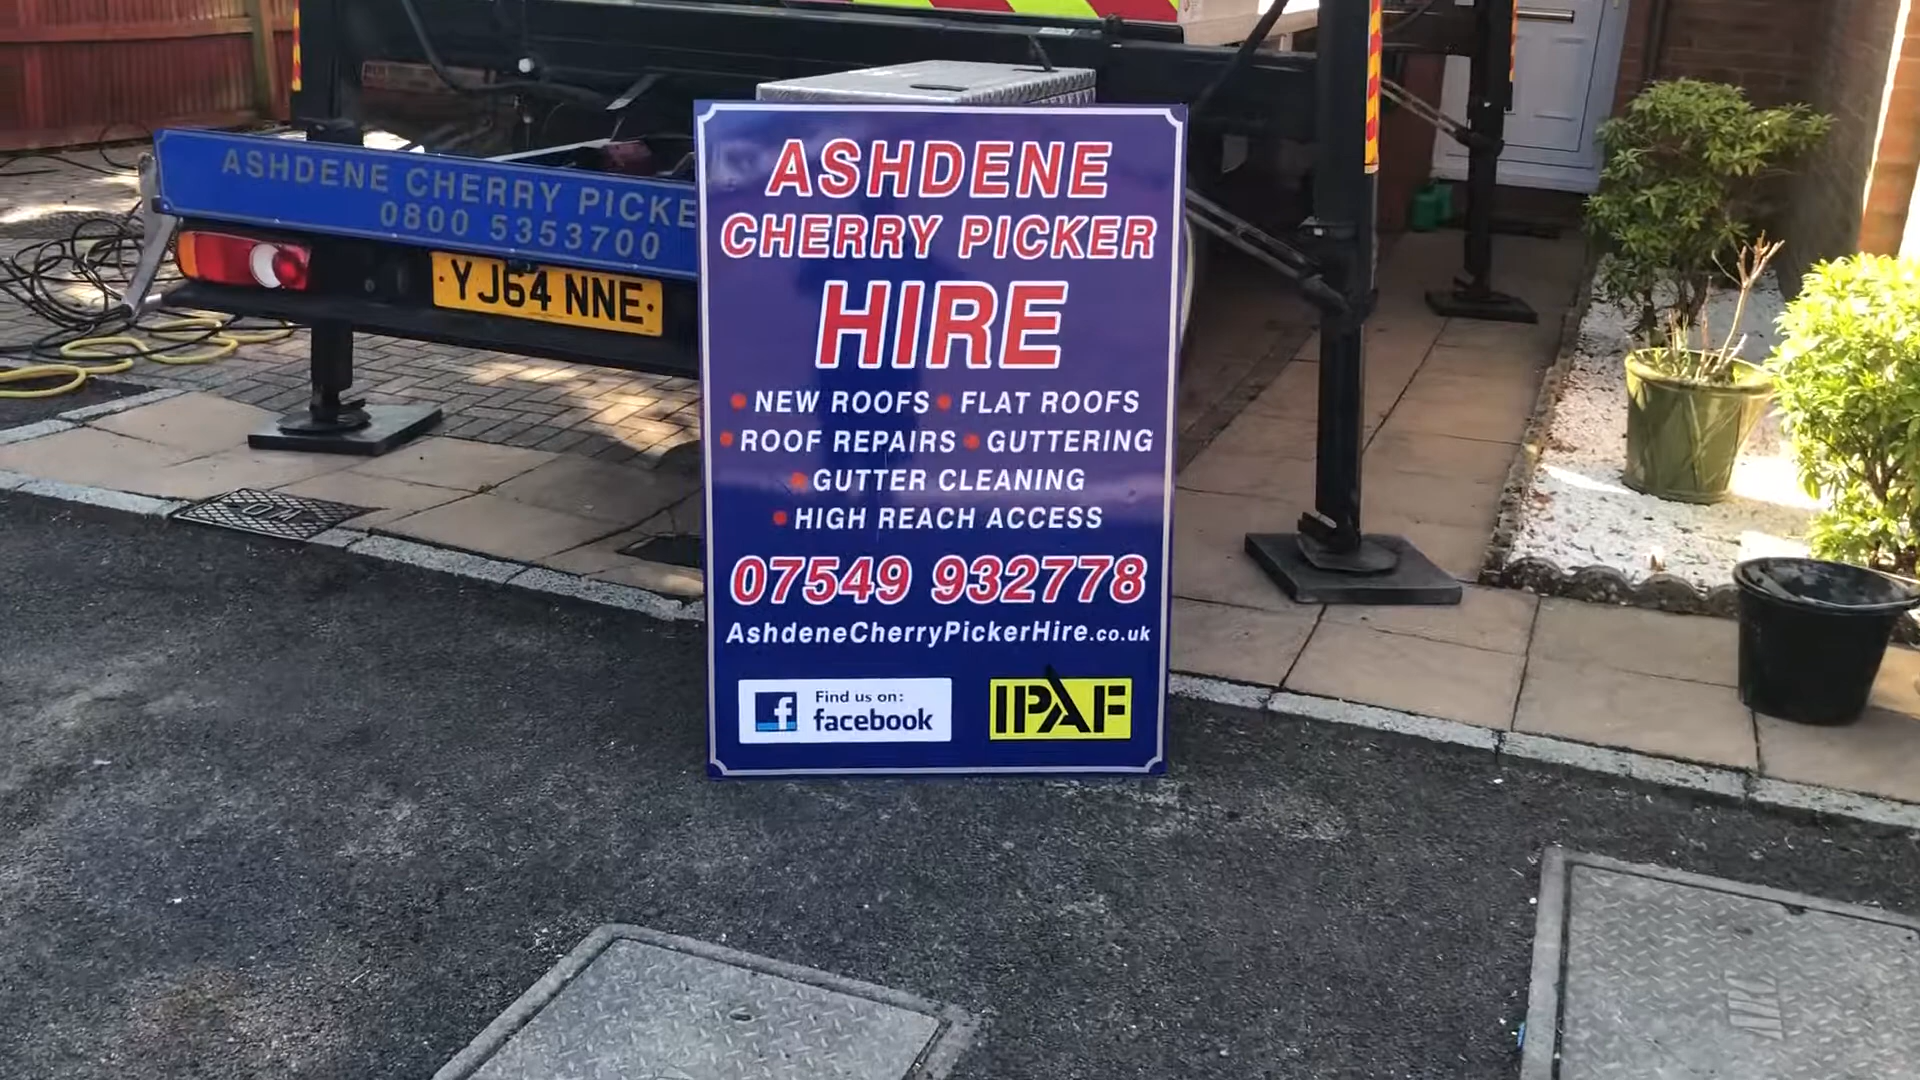 ASHDENE CHERRY PICKE
0800 5353700
YJ64 NNE
ASHDENE
CHERRY PICKER
HIRE
• NEW ROOFS • FLAT ROOFS
• ROOF REPAIRS • GUTTERING
• GUTTER CLEANING
• HIGH REACH ACCESS
07549 932778
AshdeneCherryPickerHire.co.uk
Find us on:
facebook
IPAF